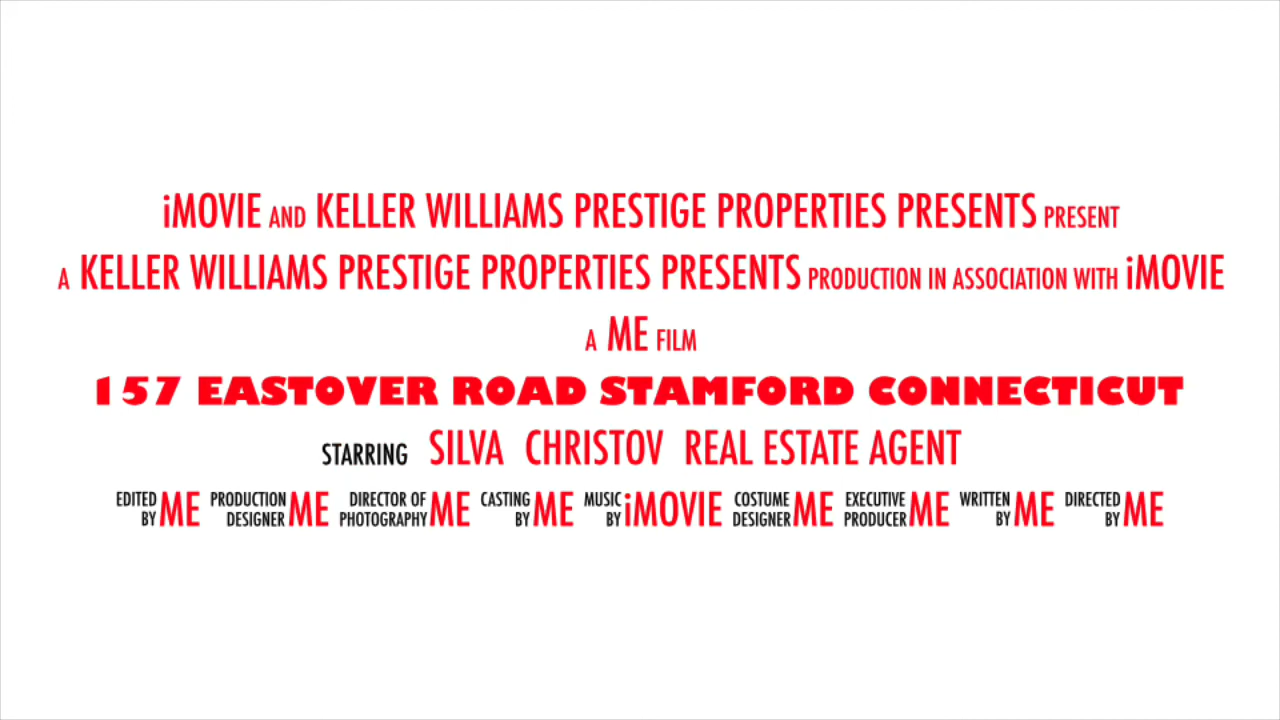 iMOVIE AND KELLER WILLIAMS PRESTIGE PROPERTIES PRESENTS PRESENT
A KELLER WILLIAMS PRESTIGE PROPERTIES PRESENTS PRODUCTION IN ASSOCIATION WITH iMOVIE
A ME FILM
157 EASTOVER ROAD STAMFORD CONNECTICUT
STARRING SILVA CHRISTOV REAL ESTATE AGENT
EDITED BY ME PRODUCTION DESIGNER ME DIRECTOR OF PHOTOGRAPHY ME CASTING BY ME MUSIC BY iMOVIE COSTUME DESIGNER ME EXECUTIVE PRODUCER ME WRITTEN BY ME DIRECTED BY ME